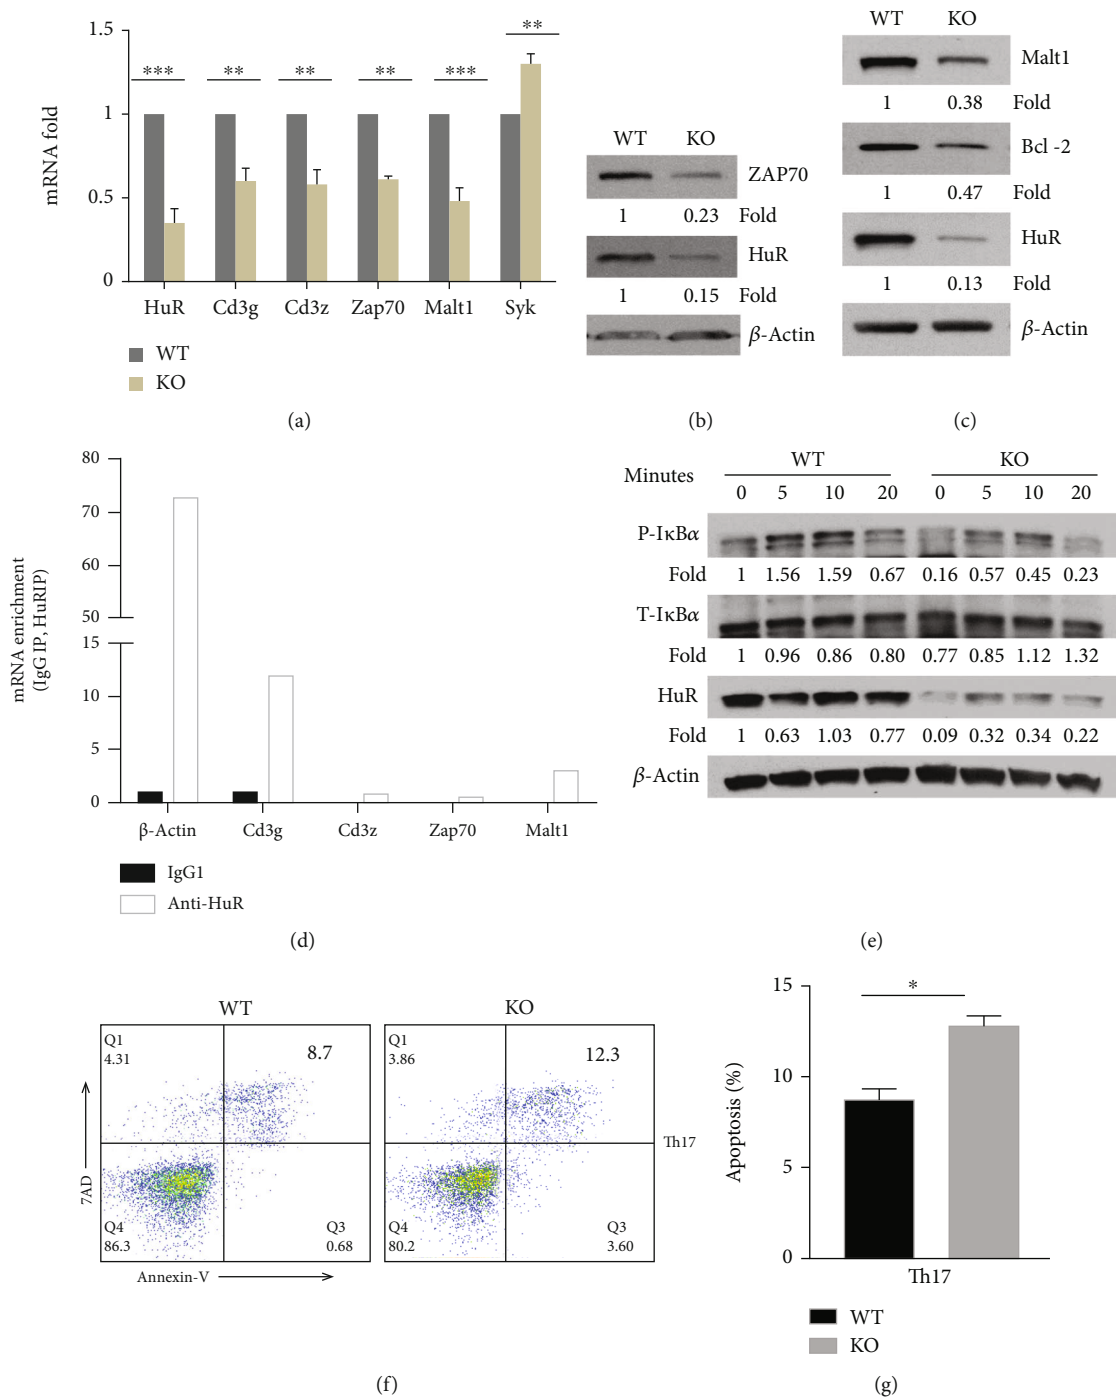 1.5
1
0.5
0
mRNA fold
***
**
**
**
***
**
HuR Cd3g Cd3z Zap70 Malt1 Syk
WT
KO
(a)
WT KO
ZAP70
1 0.23 Fold
HuR
1 0.15 Fold
β-Actin
(b)
WT KO
Malt1
1 0.38 Fold
Bcl -2
1 0.47 Fold
HuR
1 0.13 Fold
β-Actin
(c)
80
70
60
50
15
10
5
0
mRNA enrichment
(IgG IP, HuRIP)
β-Actin Cd3g Cd3z Zap70 Malt1
IgG1
Anti-HuR
(d)
WT KO
Minutes 0 5 10 20 0 5 10 20
P-IκBα
Fold 1 1.56 1.59 0.67 0.16 0.57 0.45 0.23
T-IκBα
Fold 1 0.96 0.86 0.80 0.77 0.85 1.12 1.32
HuR
Fold 1 0.63 1.03 0.77 0.09 0.32 0.34 0.22
β-Actin
(e)
WT
Q1
4.31
8.7
Q4
86.3
Q3
0.68
7AD
Annexin-V
KO
Q1
3.86
12.3
Q4
80.2
Q3
3.60
Th17
(f)
15
10
5
0
Apoptosis (%)
*
Th17
WT
KO
(g)